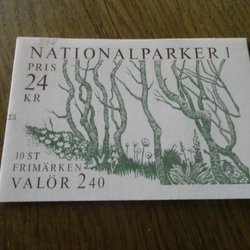 NATIONALPARKER I
PRIS
24
KR
10 ST
FRIMÄRKEN
VALÖR 2.40